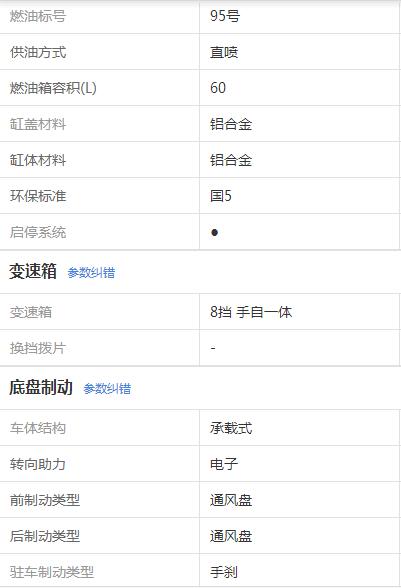 燃油标号 95号
供油方式 直喷
燃油箱容积(L) 60
缸盖材料 铝合金
缸体材料 铝合金
环保标准 国5
启停系统 ●
变速箱 参数纠错
变速箱 8挡 手自一体
换挡拨片 -
底盘制动 参数纠错
车体结构 承载式
转向助力 电子
前制动类型 通风盘
后制动类型 通风盘
驻车制动类型 手刹